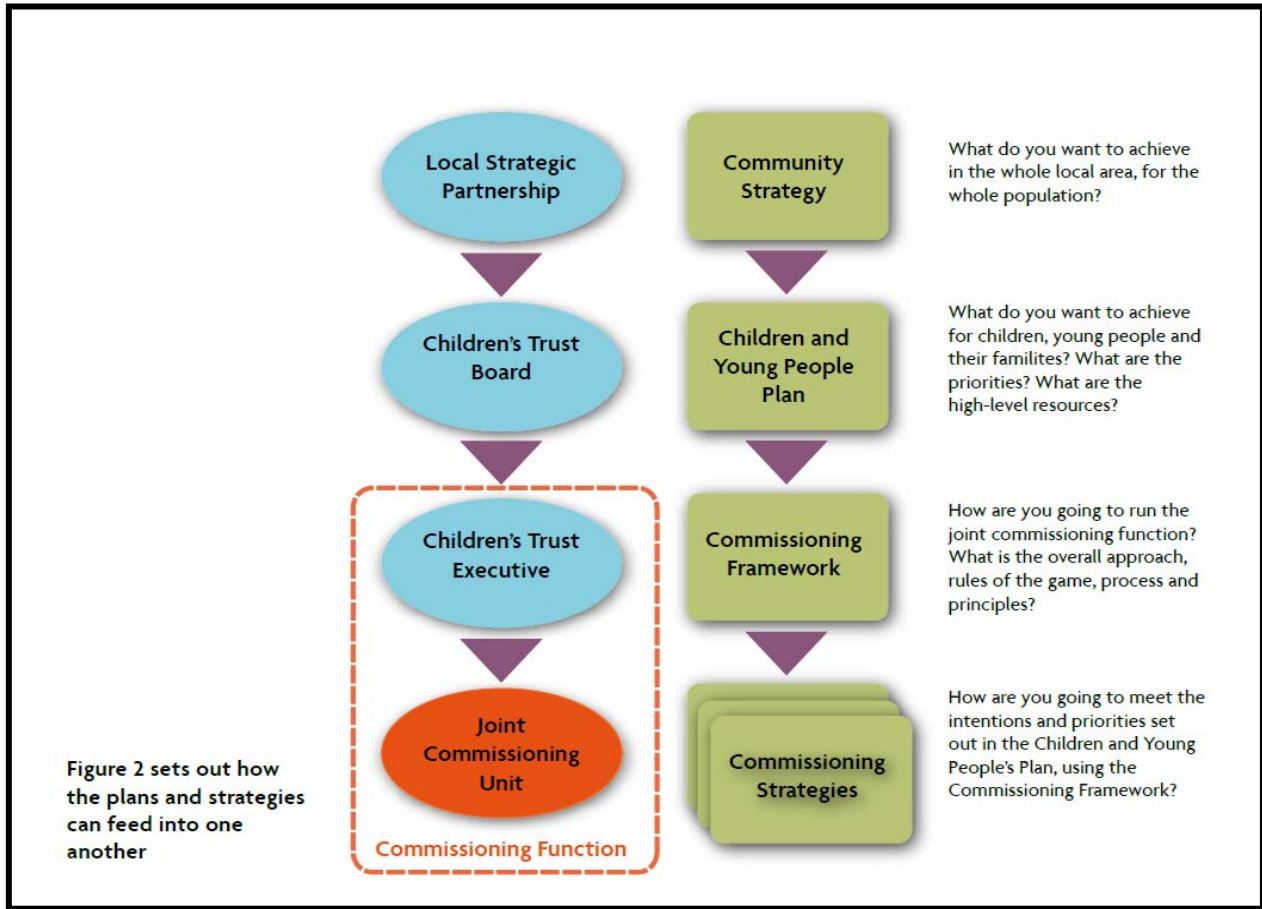 Local Strategic
Partnership
Community
Strategy
What do you want to achieve
in the whole local area, for the
whole population?
Children's Trust
Board
Children and
Young People
Plan
What do you want to achieve
for children, young people and
their familites? What are the
priorities? What are the
high-level resources?
Children's Trust
Executive
Commissioning
Framework
How are you going to run the
joint commissioning function?
What is the overall approach,
rules of the game, process and
principles?
Joint
Commissioning
Unit
Commissioning
Strategies
How are you going to meet the
intentions and priorities set
out in the Children and Young
People's Plan, using the
Commissioning Framework?
Commissioning Function
Figure 2 sets out how
the plans and strategies
can feed into one
another